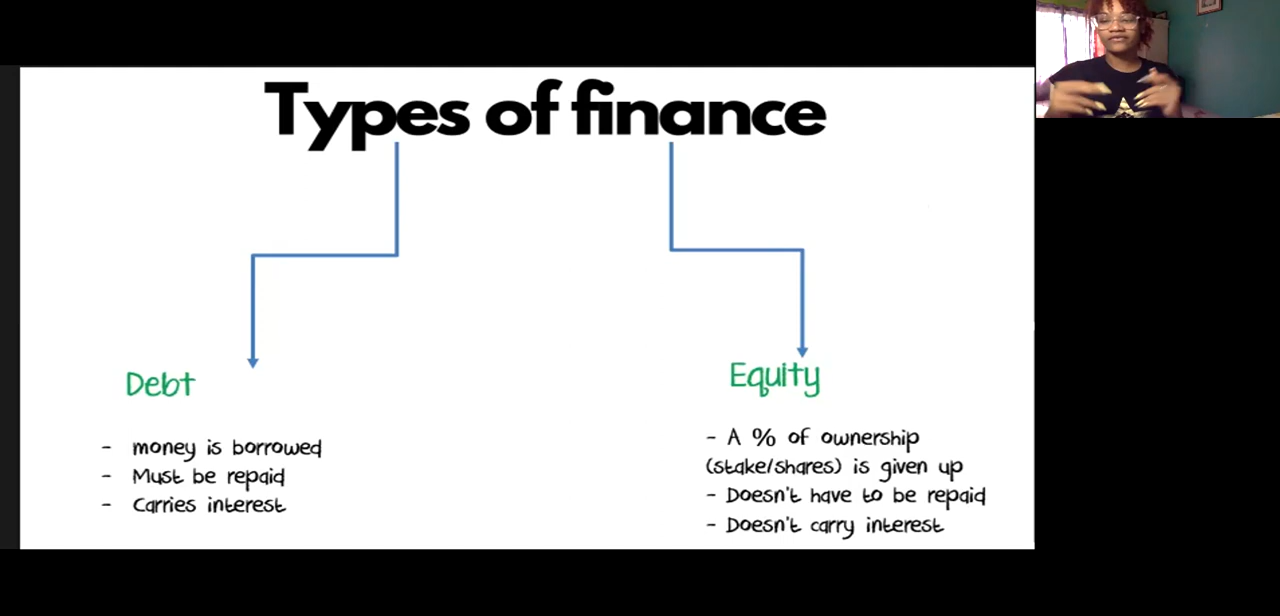 Types of finance
Debt
- money is borrowed
- Must be repaid
- Carries interest
Equity
- A % of ownership
(stake/shares) is given up
- Doesn't have to be repaid
- Doesn't carry interest